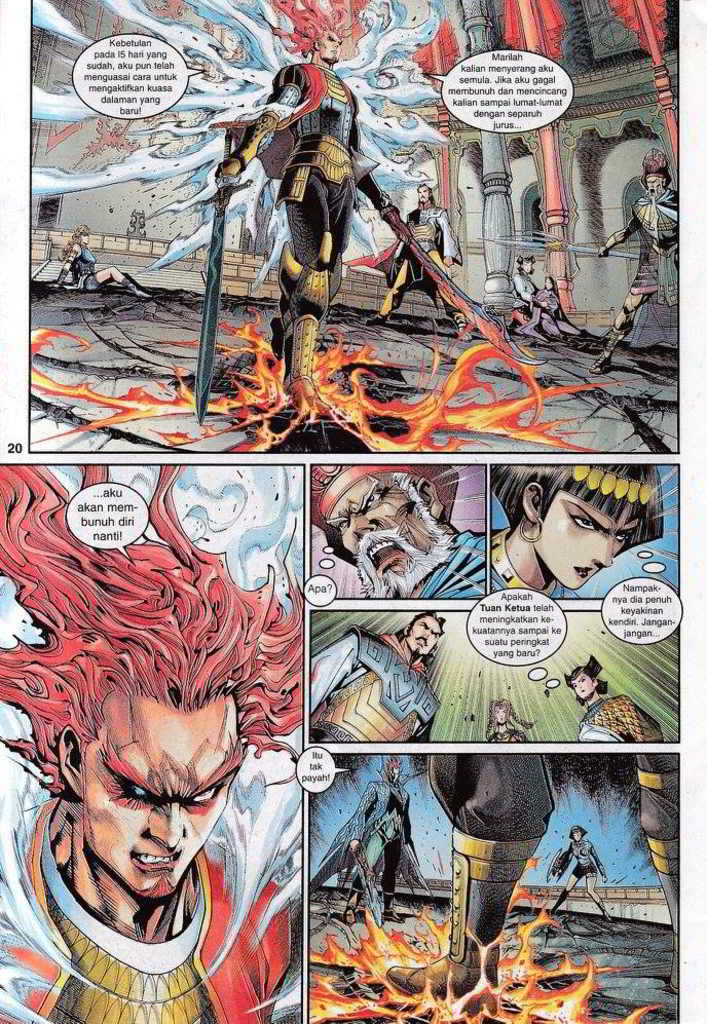 Kebetulan
pada 15 hari yang
sudah, aku pun telah
menguasai cara untuk
mengaktifkan kuasa
dalaman yang
baru!
Marilah
kalian menyerang aku
semula. Jika aku gagal
membunuh dan mencincang
kalian sampai lumat-lumat
dengan separuh
jurus...
20
...aku
akan mem-
bunuh diri
nanti!
Apa?
Apakah
Tuan Ketua telah
meningkatkan ke-
kuatannya sampai ke
suatu peringkat
yang baru?
Nampak-
nya dia penuh
keyakinan
kendiri. Jangan-
jangan...
Itu
tak
payah!